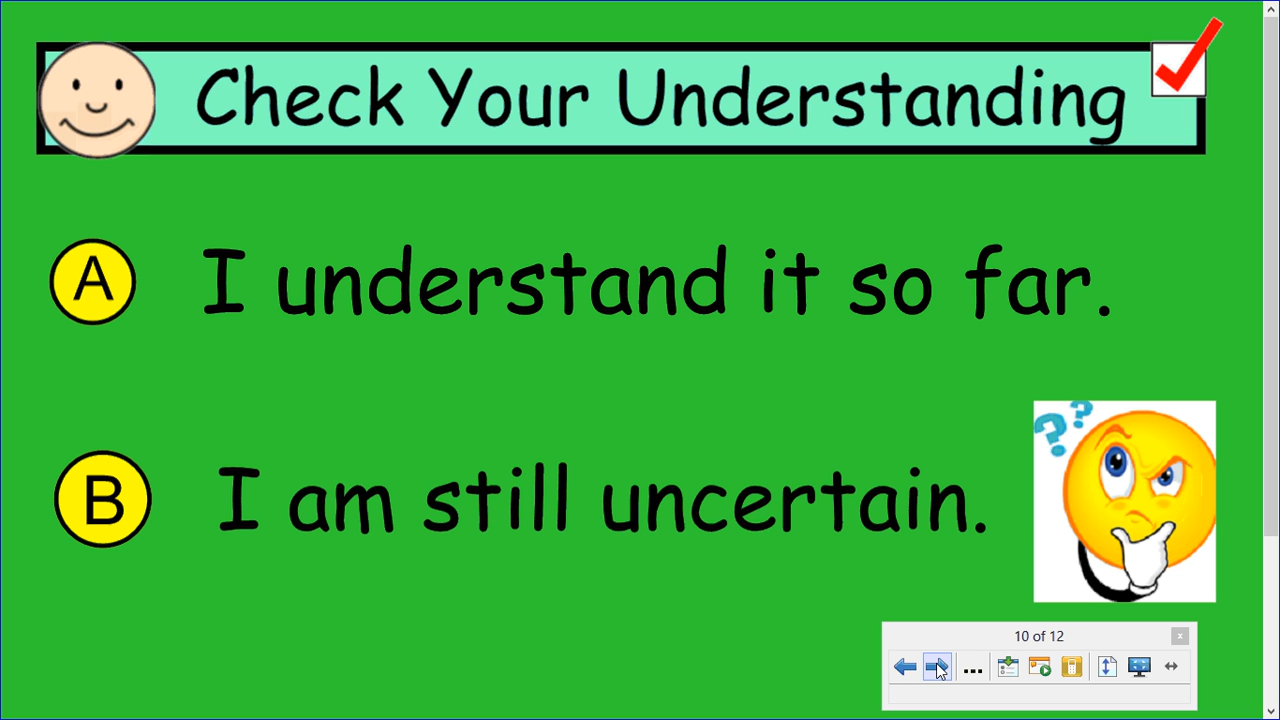 Check Your Understanding
A I understand it so far.
??
B I am still uncertain.
10 of 12
x
...